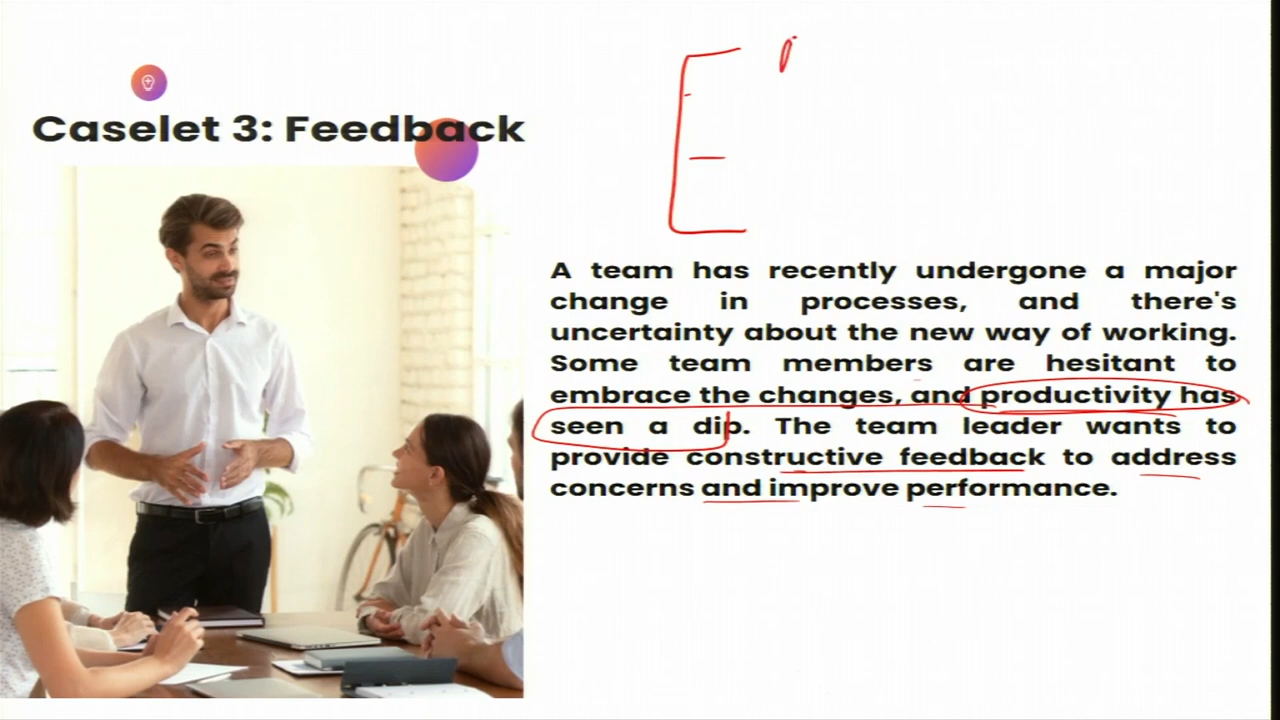 Caselet 3: Feedback
A team has recently undergone a major
change in processes, and there's
uncertainty about the new way of working.
Some team members are hesitant to
embrace the changes, and productivity has
seen a dip. The team leader wants to
provide constructive feedback to address
concerns and improve performance.